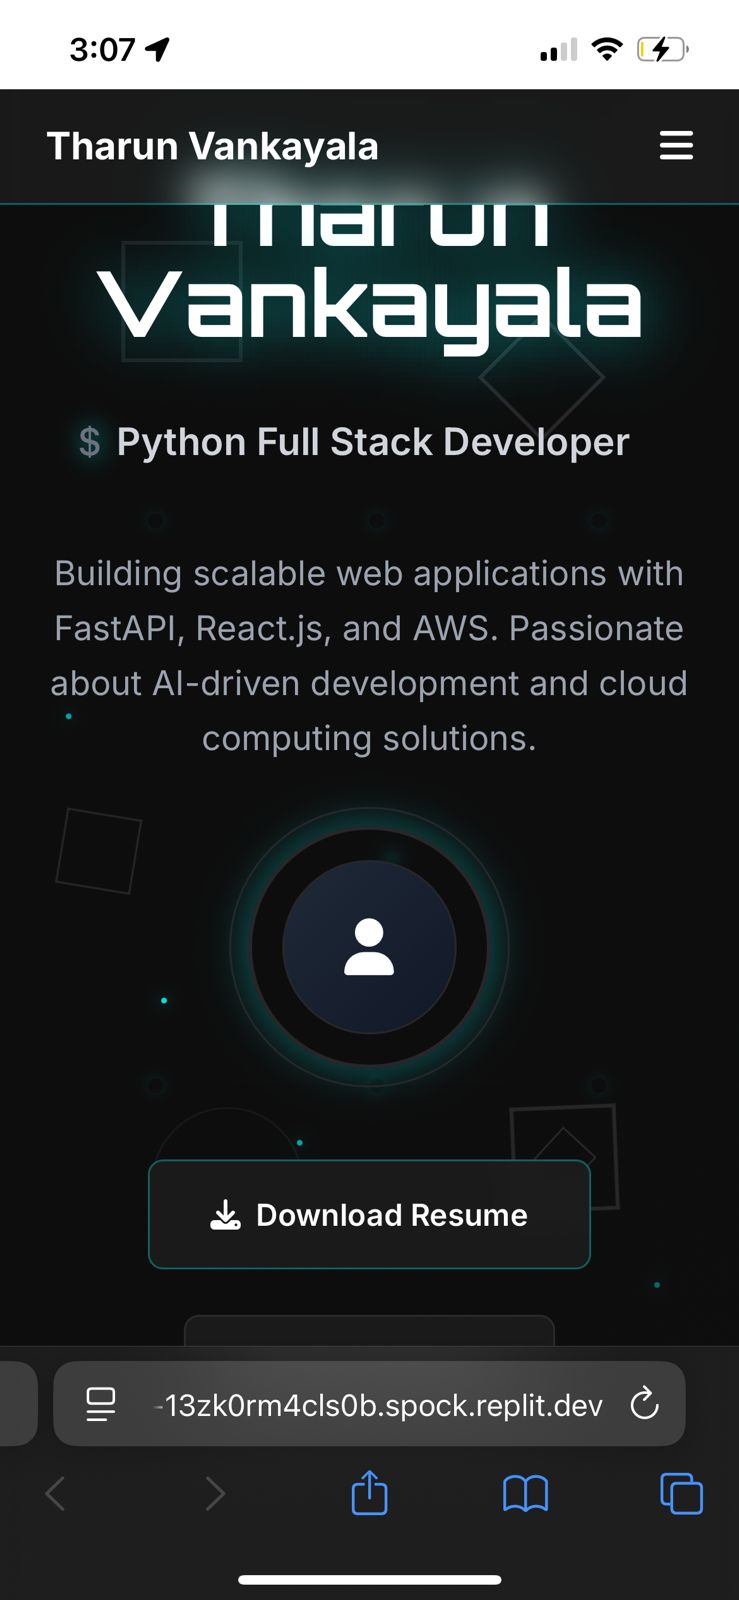 3:07
Tharun Vankayala
Tharun
Vankayala
$ Python Full Stack Developer
Building scalable web applications with
FastAPI, React.js, and AWS. Passionate
about AI-driven development and cloud
computing solutions.
Download Resume
-13zk0rm4cls0b.spock.replit.dev